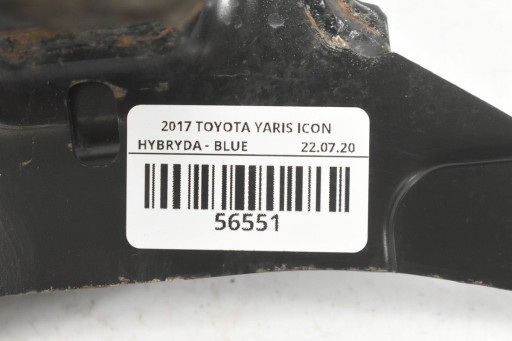 2017 TOYOTA YARIS ICON
HYBRYDA - BLUE 22.07.20
56551